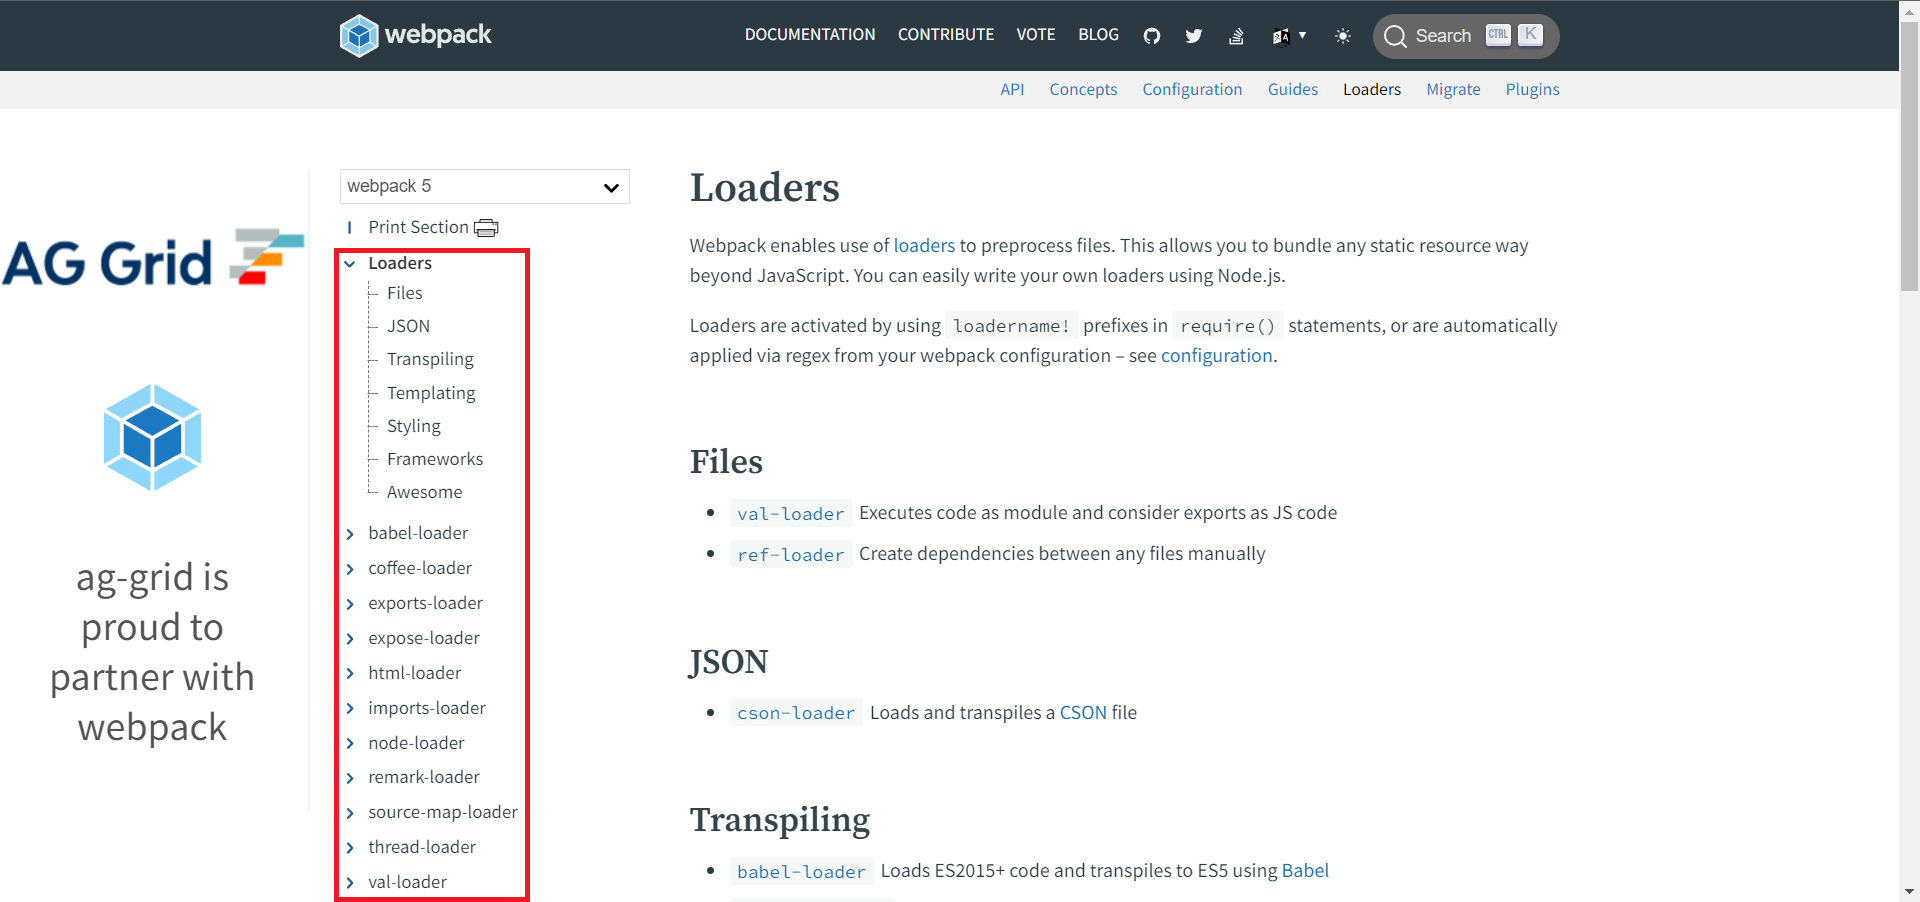 webpack
DOCUMENTATION CONTRIBUTE VOTE BLOG Search CTRL K
API Concepts Configuration Guides Loaders Migrate Plugins
AG Grid
ag-grid is
proud to
partner with
webpack
webpack 5
Print Section
Loaders
Files
JSON
Transpiling
Templating
Styling
Frameworks
Awesome
babel-loader
coffee-loader
exports-loader
expose-loader
html-loader
imports-loader
node-loader
remark-loader
source-map-loader
thread-loader
val-loader
Loaders
Webpack enables use of loaders to preprocess files. This allows you to bundle any static resource way
beyond JavaScript. You can easily write your own loaders using Node.js.
Loaders are activated by using loadername! prefixes in require() statements, or are automatically
applied via regex from your webpack configuration – see configuration.
Files
• val-loader Executes code as module and consider exports as JS code
• ref-loader Create dependencies between any files manually
JSON
• cson-loader Loads and transpiles a CSON file
Transpiling
• babel-loader Loads ES2015+ code and transpiles to ES5 using Babel